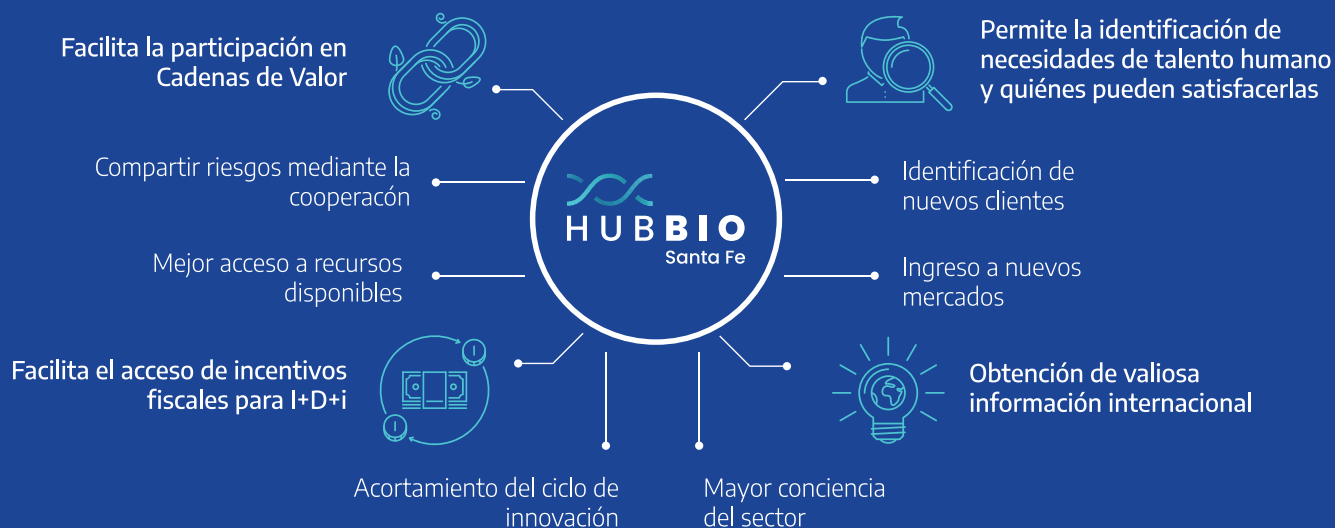 Facilita la participación en
Cadenas de Valor
Permite la identificación de
necesidades de talento humano
y quiénes pueden satisfacerlas
Compartir riesgos mediante la
cooperacón
Identificación de
nuevos clientes
HUBBIO
Santa Fe
Mejor acceso a recursos
disponibles
Ingreso a nuevos
mercados
Facilita el acceso de incentivos
fiscales para I+D+i
Obtención de valiosa
información internacional
Acortamiento del ciclo de
innovación
Mayor conciencia
del sector